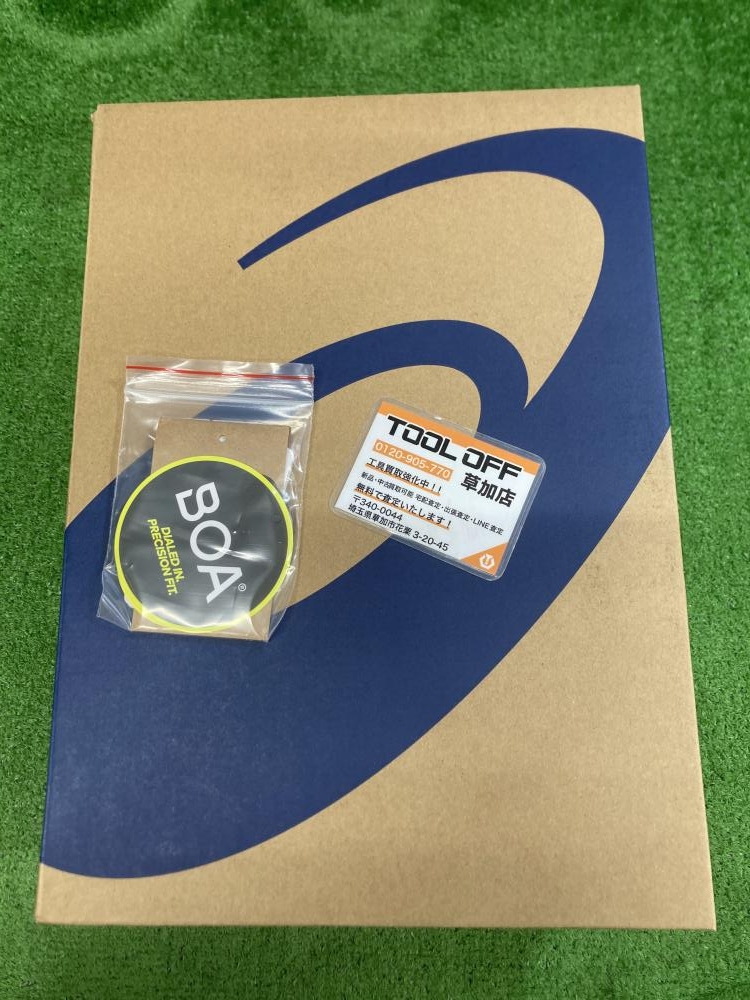 BOA®
DIALED IN.
PRECISION FIT.
TOOL OFF
0120-905-770
草加店
工具買取強化中！！
新品・中古買取可能 宅配査定・出張査定・LINE査定
無料で査定いたします！
〒340-0044
埼玉県草加市花栗 3-20-45